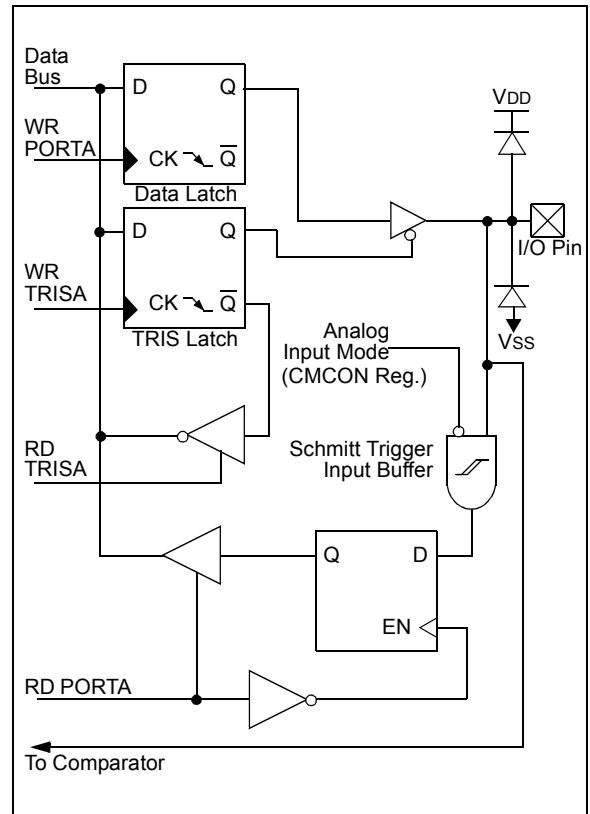 Data
Bus
D Q
VDD
WR
PORTA
CK Q̅
Data Latch
D Q
I/O Pin
WR
TRISA
CK Q̅
TRIS Latch
VSS
Analog
Input Mode
(CMCON Reg.)
RD
TRISA
Schmitt Trigger
Input Buffer
Q D
EN
RD PORTA
To Comparator